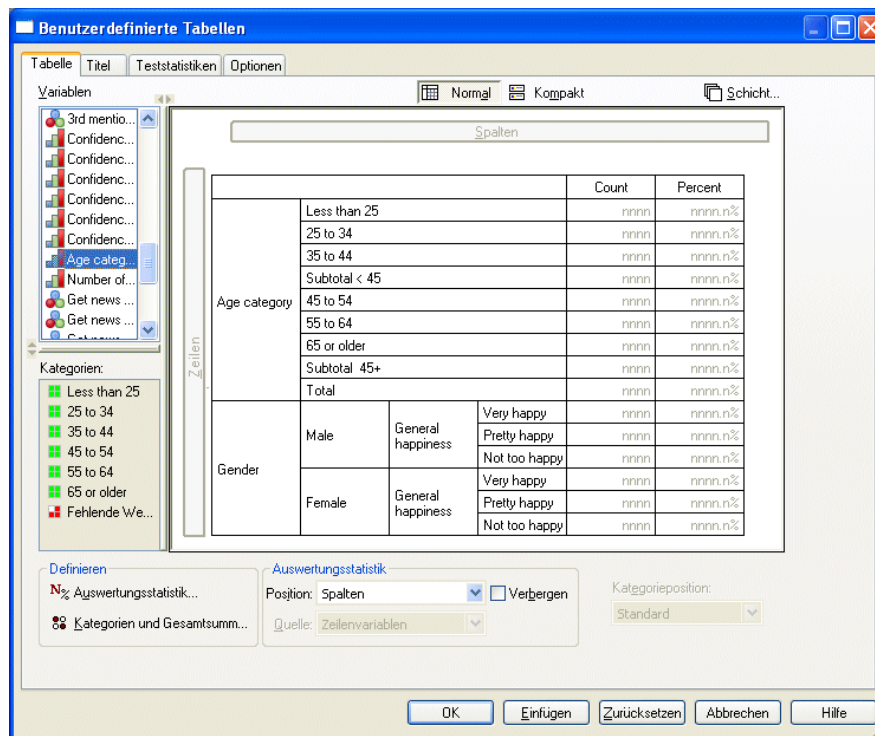 Benutzerdefinierte Tabellen
Tabelle Titel Teststatistiken Optionen
Variablen
Normal Kompakt Schicht...
3rd mentio...
Confidenc...
Confidenc...
Confidenc...
Confidenc...
Confidenc...
Confidenc...
Age categ...
Number of...
Get news ...
Get news ...
Kategorien:
Less than 25
25 to 34
35 to 44
45 to 54
55 to 64
65 or older
Fehlende We...
Spalten
Zeilen
Count Percent
Age category
Less than 25 nnnn nnnn.n%
25 to 34 nnnn nnnn.n%
35 to 44 nnnn nnnn.n%
Subtotal < 45 nnnn nnnn.n%
45 to 54 nnnn nnnn.n%
55 to 64 nnnn nnnn.n%
65 or older nnnn nnnn.n%
Subtotal 45+ nnnn nnnn.n%
Total nnnn nnnn.n%
Gender
Male
General
happiness
Very happy nnnn nnnn.n%
Pretty happy nnnn nnnn.n%
Not too happy nnnn nnnn.n%
Female
General
happiness
Very happy nnnn nnnn.n%
Pretty happy nnnn nnnn.n%
Not too happy nnnn nnnn.n%
Definieren
N% Auswertungsstatistik...
Kategorien und Gesamtsumm...
Auswertungsstatistik
Position: Spalten Verbergen
Quelle: Zeilenvariablen
Kategorieposition:
Standard
OK Einfügen Zurücksetzen Abbrechen Hilfe